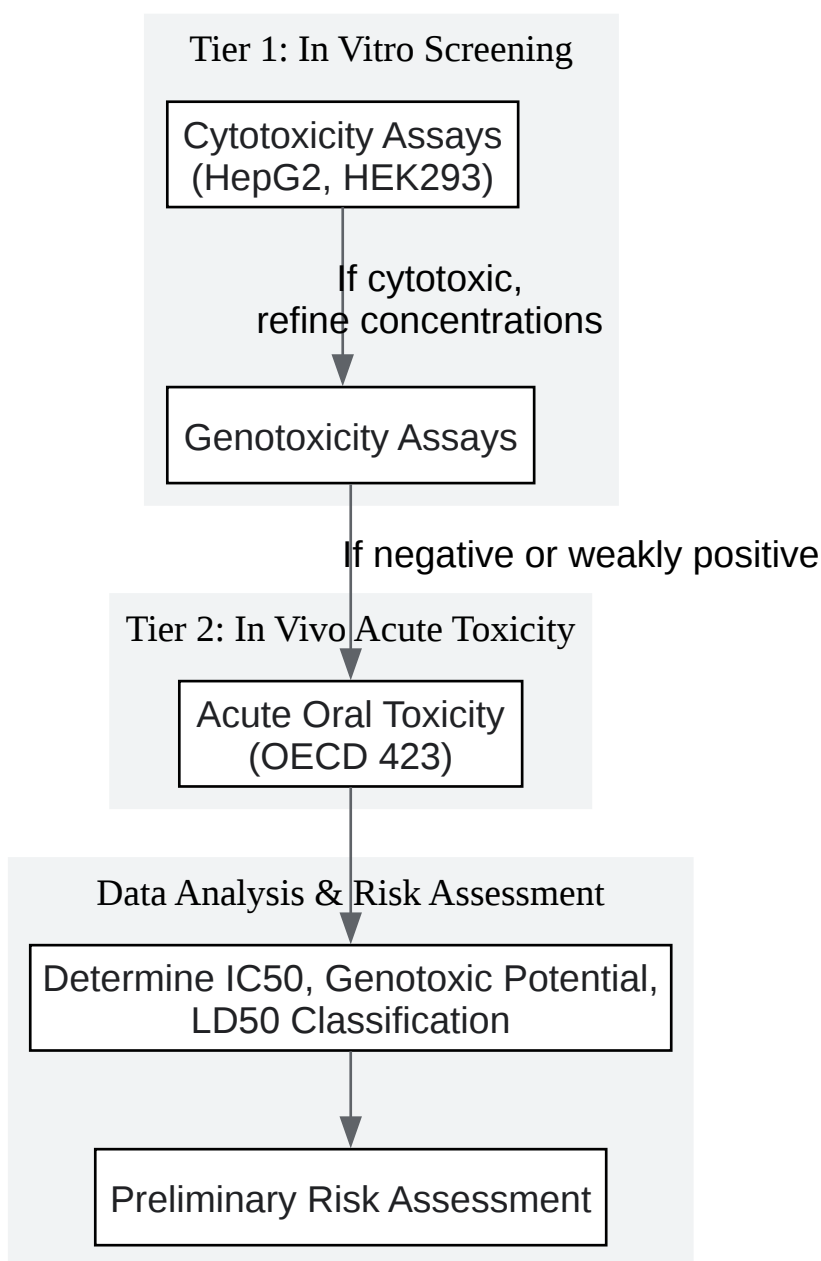 Tier 1: In Vitro Screening
Cytotoxicity Assays
(HepG2, HEK293)
If cytotoxic,
refine concentrations
Genotoxicity Assays
If negative or weakly positive
Tier 2: In Vivo Acute Toxicity
Acute Oral Toxicity
(OECD 423)
Data Analysis & Risk Assessment
Determine IC50, Genotoxic Potential,
LD50 Classification
Preliminary Risk Assessment